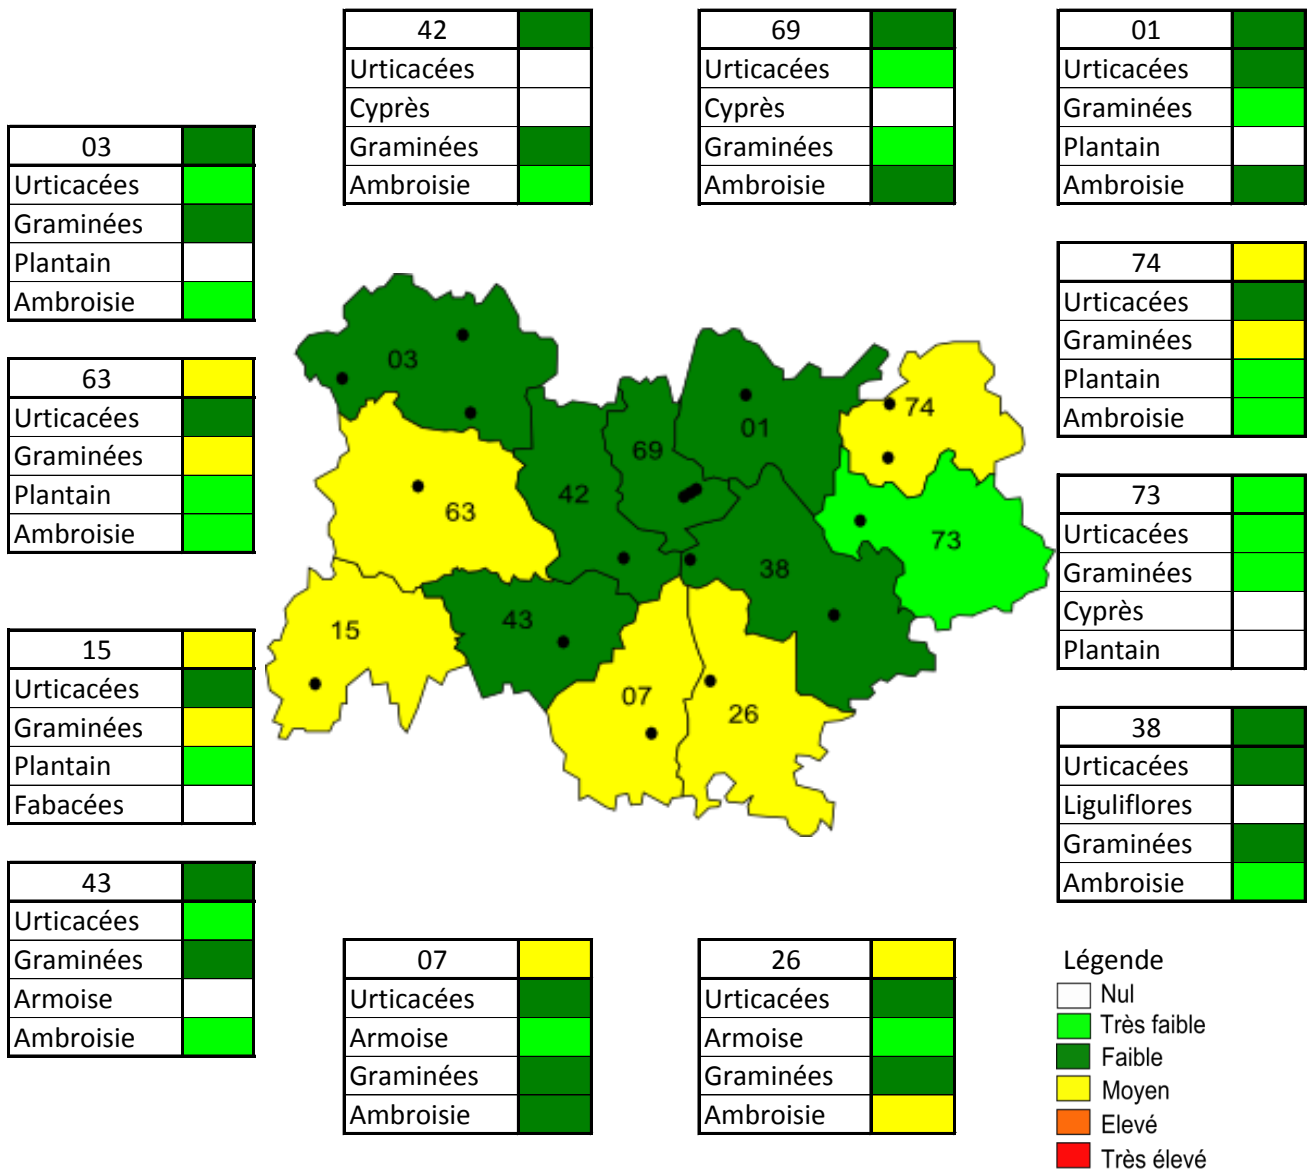 42
Urticacées
Cyprès
Graminées
Ambroisie
69
Urticacées
Cyprès
Graminées
Ambroisie
01
Urticacées
Graminées
Plantain
Ambroisie
03
Urticacées
Graminées
Plantain
Ambroisie
74
Urticacées
Graminées
Plantain
Ambroisie
63
Urticacées
Graminées
Plantain
Ambroisie
73
Urticacées
Graminées
Cyprès
Plantain
15
Urticacées
Graminées
Plantain
Fabacées
38
Urticacées
Liguliflores
Graminées
Ambroisie
43
Urticacées
Graminées
Armoise
Ambroisie
07
Urticacées
Armoise
Graminées
Ambroisie
26
Urticacées
Armoise
Graminées
Ambroisie
03
01
74
69
42
63
73
38
15
43
07
26
Légende
Nul
Très faible
Faible
Moyen
Elevé
Très élevé